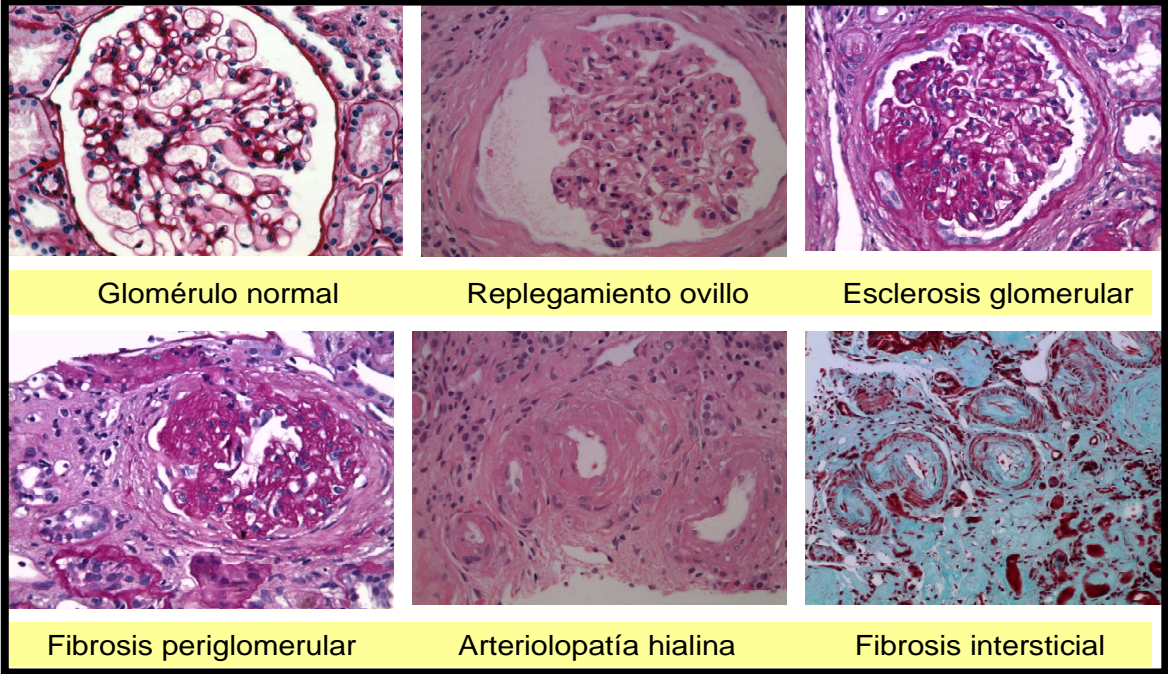 Glomérulo normal
Replegamiento ovillo
Esclerosis glomerular
Fibrosis periglomerular
Arteriolopatía hialina
Fibrosis intersticial